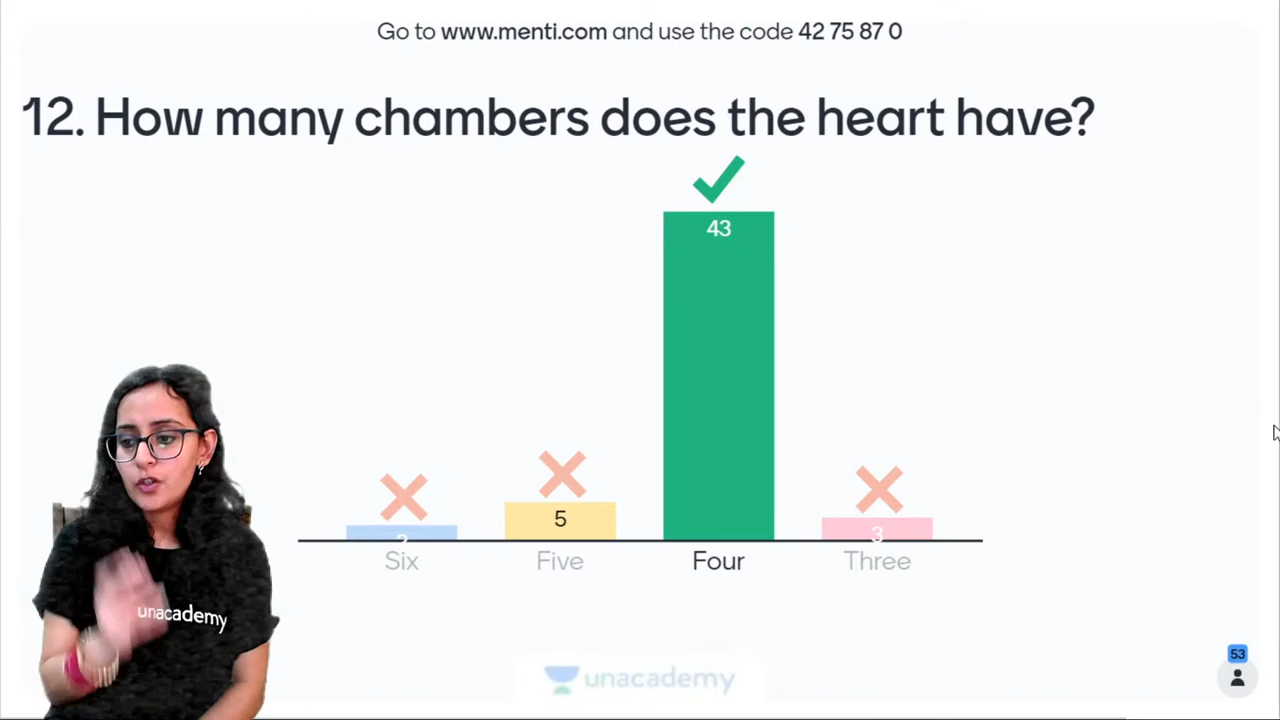 Go to www.menti.com and use the code 42 75 87 0
12. How many chambers does the heart have?
43
5
3
Six
Five
Four
Three
unacademy
unacademy
53